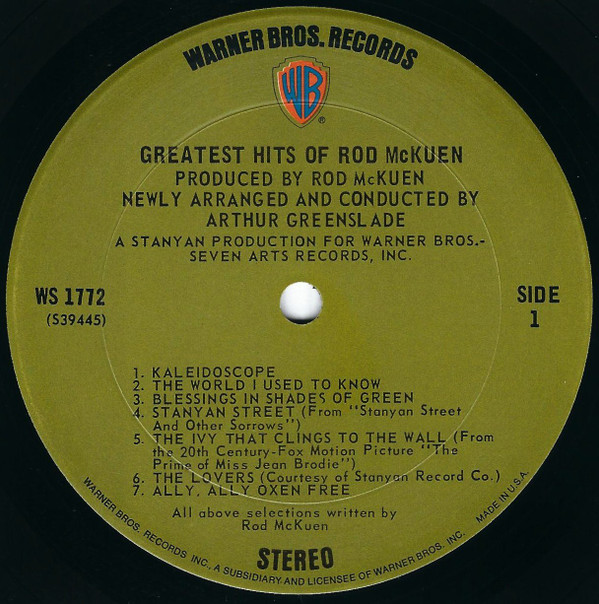 WARNER BROS. RECORDS
WB
®
GREATEST HITS OF ROD McKUEN
PRODUCED BY ROD McKUEN
NEWLY ARRANGED AND CONDUCTED BY
ARTHUR GREENSLADE
A STANYAN PRODUCTION FOR WARNER BROS.-
SEVEN ARTS RECORDS, INC.
WS 1772
(S39445)
SIDE
1
1. KALEIDOSCOPE
2. THE WORLD I USED TO KNOW
3. BLESSINGS IN SHADES OF GREEN
4. STANYAN STREET (From "Stanyan Street
And Other Sorrows")
5. THE IVY THAT CLINGS TO THE WALL (From
the 20th Century-Fox Motion Picture "The
Prime of Miss Jean Brodie")
6. THE LOVERS (Courtesy of Stanyan Record Co.)
7. ALLY, ALLY OXEN FREE
All above selections written by
Rod McKuen
STEREO
WARNER BROS. RECORDS INC., A SUBSIDIARY AND LICENSEE OF WARNER BROS. INC. MADE IN U.S.A.